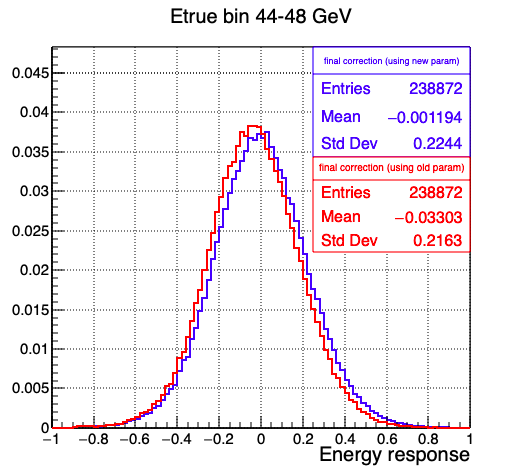 Etrue bin 44-48 GeV
final correction (using new param)
Entries 238872
Mean −0.001194
Std Dev 0.2244
final correction (using old param)
Entries 238872
Mean −0.03303
Std Dev 0.2163
0.045
0.04
0.035
0.03
0.025
0.02
0.015
0.01
0.005
0
−1 −0.8 −0.6 −0.4 −0.2 0 0.2 0.4 0.6 0.8 1
Energy response